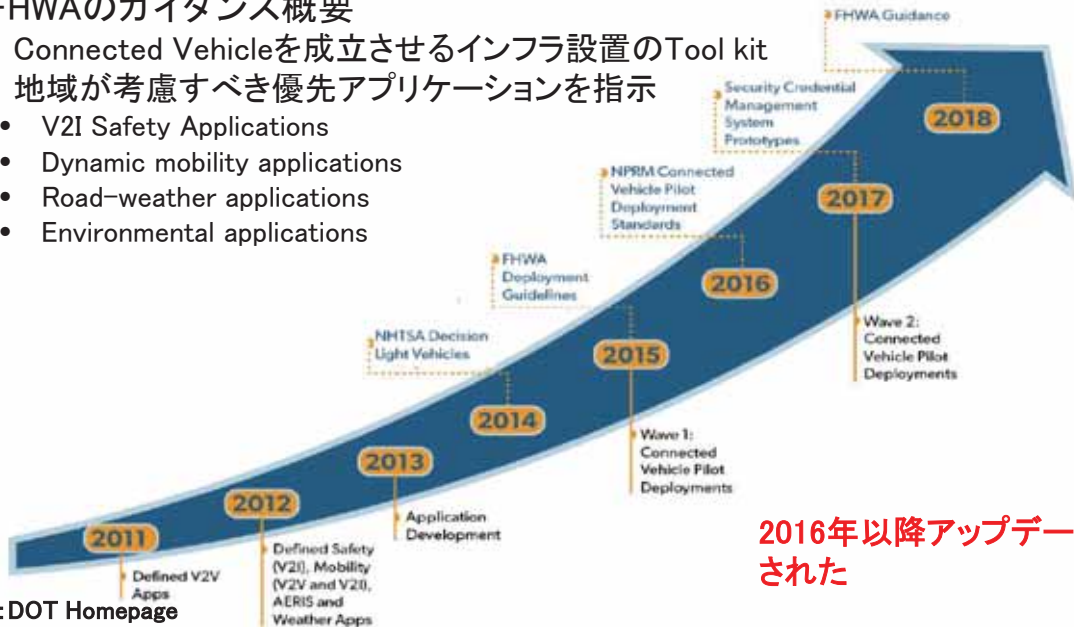 FHWAのガイダンス概要
Connected Vehicleを成立させるインフラ設置のTool kit
地域が考慮すべき優先アプリケーションを指示
• V2I Safety Applications
• Dynamic mobility applications
• Road-weather applications
• Environmental applications
FHWA Guidance
2018
Security Credential
Management
System
Prototypes
2017
NPRM Connected
Vehicle Pilot
Deployment
Standards
2016
FHWA
Deployment
Guidelines
2015
NHTSA Decision
Light Vehicles
2014
2013
2012
2011
Wave 2:
Connected
Vehicle Pilot
Deployments
Wave 1:
Connected
Vehicle Pilot
Deployments
Application
Development
Defined Safety
(V2I), Mobility
(V2V and V2I),
AERIS and
Weather Apps
Defined V2V
Apps
2016年以降アップデー
された
:DOT Homepage